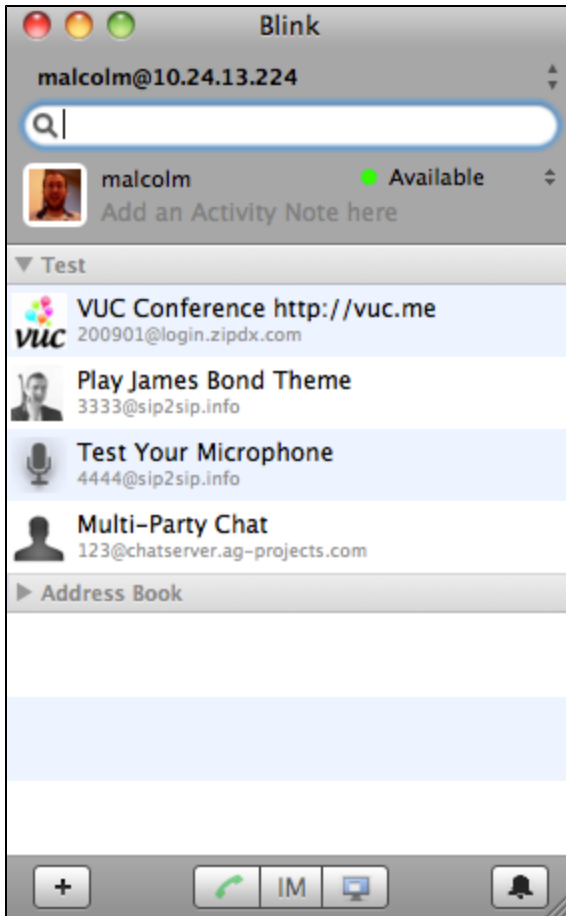 Blink
malcolm@10.24.13.224
malcolm
Available
Add an Activity Note here
Test
vuc
VUC Conference http://vuc.me
200901@login.zipdx.com
Play James Bond Theme
3333@sip2sip.info
Test Your Microphone
4444@sip2sip.info
Multi-Party Chat
123@chatserver.ag-projects.com
Address Book
+
IM